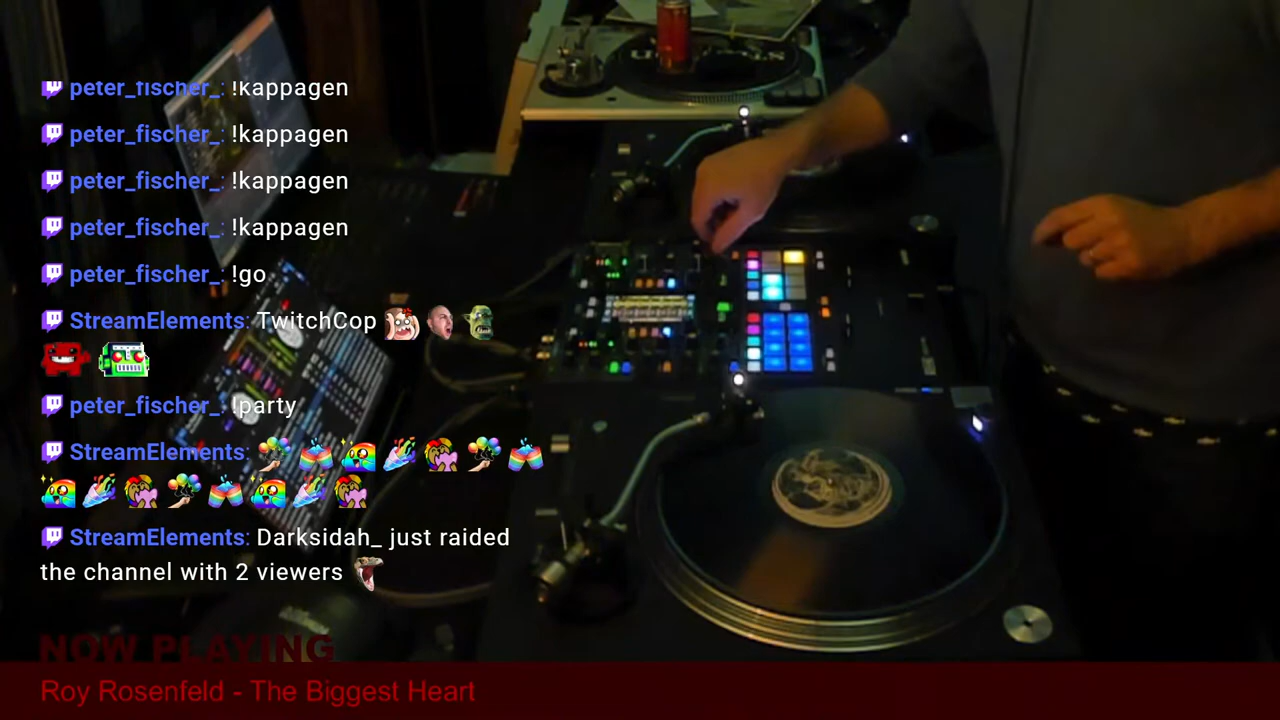 peter_fischer_: !kappagen
peter_fischer_: !kappagen
peter_fischer_: !kappagen
peter_fischer_: !kappagen
peter_fischer_: !go
StreamElements: TwitchCop
peter_fischer_: !party
StreamElements:
StreamElements: Darksidah_ just raided
the channel with 2 viewers
NOW PLAYING
Roy Rosenfeld - The Biggest Heart